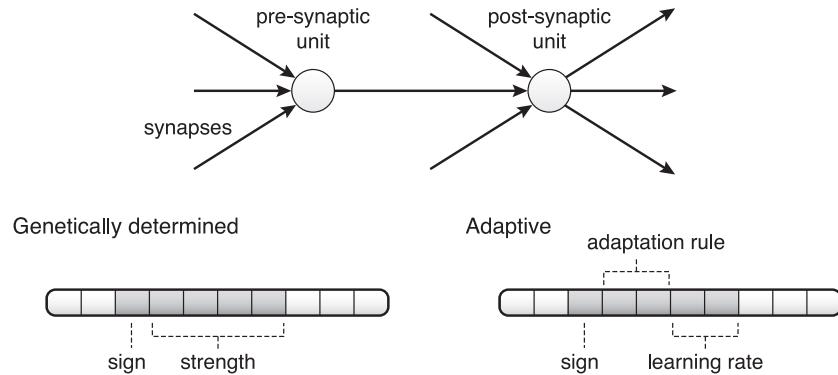 pre-synaptic
unit
post-synaptic
unit
synapses
Genetically determined
Adaptive
adaptation rule
sign
strength
sign
learning rate